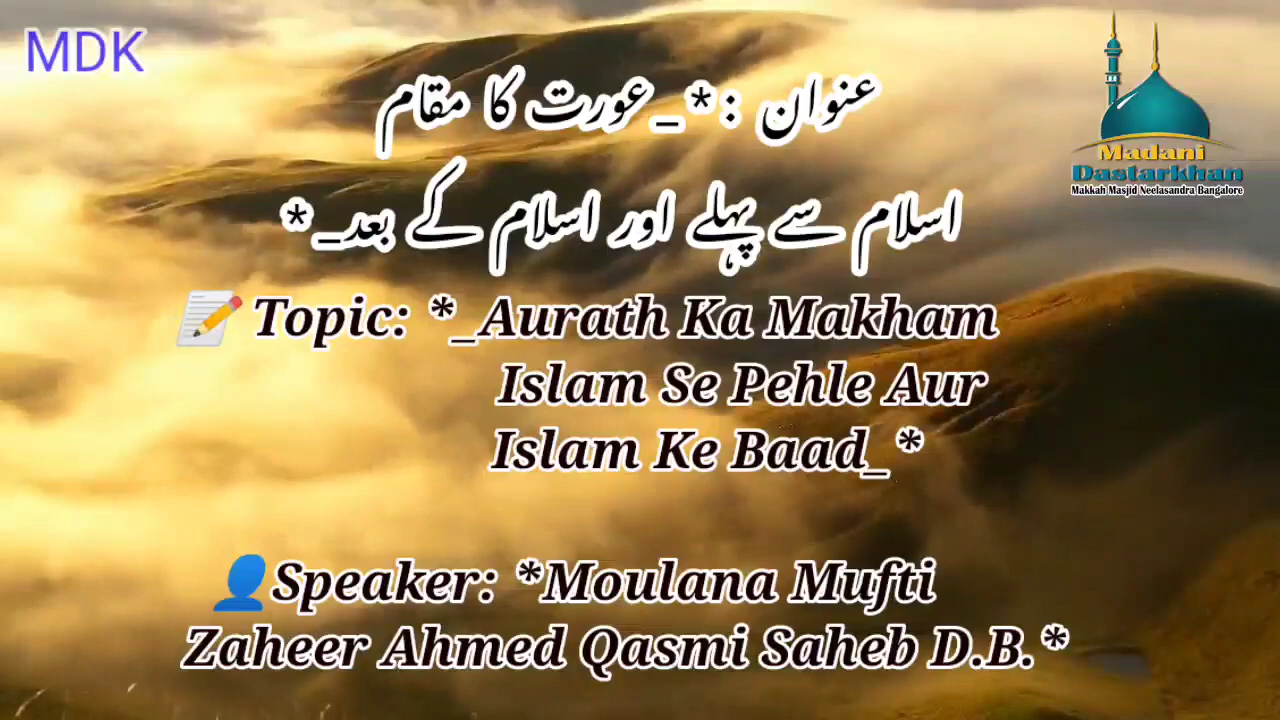 MDK
عنوان :*_عورت کا مقام
اسلام سے پہلے اور اسلام کے بعد_*
📝 Topic: *_Aurath Ka Makham
Islam Se Pehle Aur
Islam Ke Baad_*
👤Speaker: *Moulana Mufti
Zaheer Ahmed Qasmi Saheb D.B.*
Madani
Dastarkhan
Makkah Masjid Neelasandra Bangalore